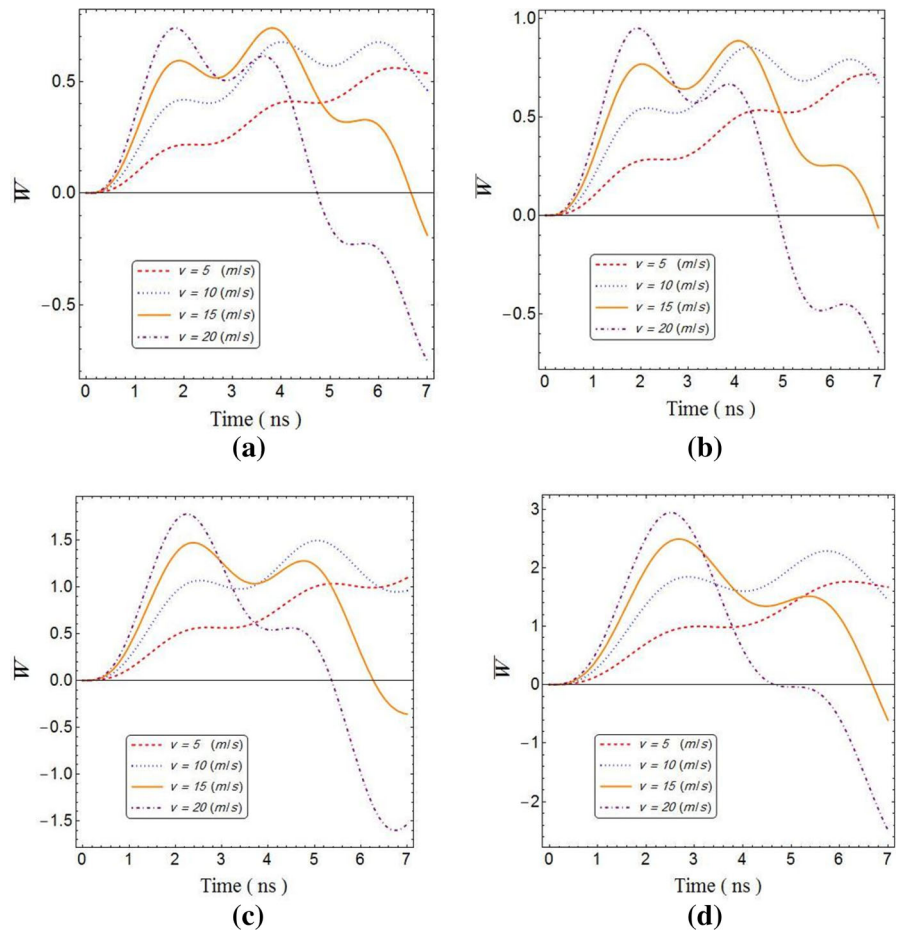 0.5
0.0
−0.5
W
v = 5 (m/s)
v = 10 (m/s)
v = 15 (m/s)
v = 20 (m/s)
0 1 2 3 4 5 6 7
Time ( ns )
(a)
1.0
0.5
0.0
−0.5
W
v = 5 (m/s)
v = 10 (m/s)
v = 15 (m/s)
v = 20 (m/s)
0 1 2 3 4 5 6 7
Time ( ns )
(b)
1.5
1.0
0.5
0.0
−0.5
−1.0
−1.5
W
v = 5 (m/s)
v = 10 (m/s)
v = 15 (m/s)
v = 20 (m/s)
0 1 2 3 4 5 6 7
Time ( ns )
(c)
3
2
1
0
−1
−2
W
v = 5 (m/s)
v = 10 (m/s)
v = 15 (m/s)
v = 20 (m/s)
0 1 2 3 4 5 6 7
Time ( ns )
(d)